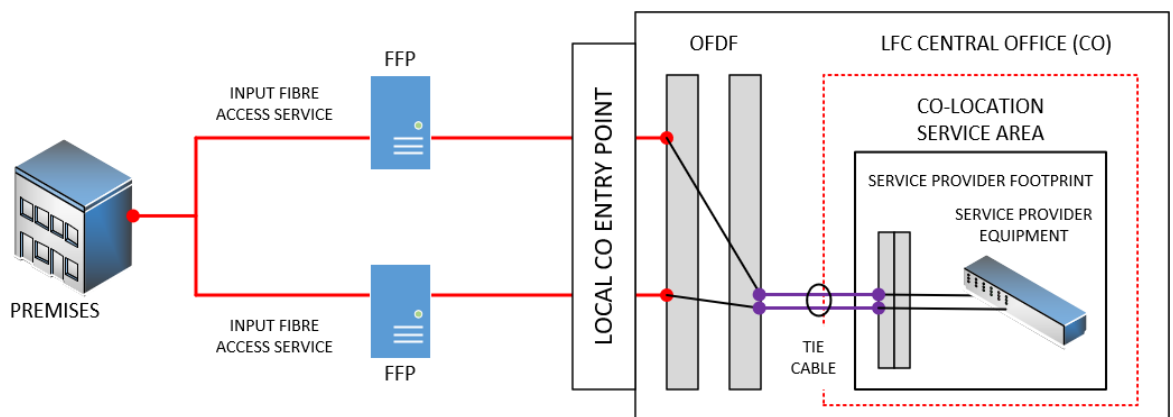 OFDF
LFC CENTRAL OFFICE (CO)
FFP
INPUT FIBRE
ACCESS SERVICE
LOCAL CO ENTRY POINT
CO-LOCATION
SERVICE AREA
SERVICE PROVIDER FOOTPRINT
SERVICE PROVIDER
EQUIPMENT
PREMISES
INPUT FIBRE
ACCESS SERVICE
FFP
TIE
CABLE